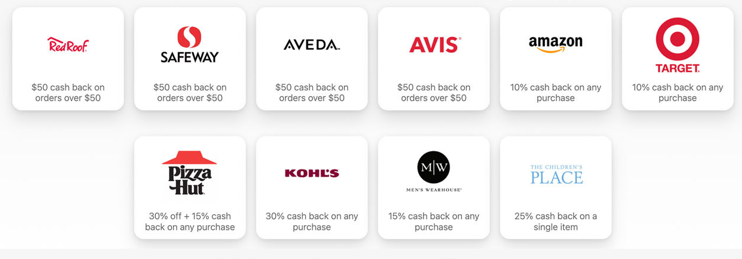 Red Roof
SAFEWAY
AVEDA
AVIS
amazon
TARGET
$50 cash back on
orders over $50
$50 cash back on
orders over $50
$50 cash back on
orders over $50
$50 cash back on
orders over $50
10% cash back on any
purchase
10% cash back on any
purchase
Pizza
Hut
KOHL'S
M|W
MEN'S WEARHOUSE
THE CHILDREN'S
PLACE
30% off + 15% cash
back on any purchase
30% cash back on any
purchase
15% cash back on any
purchase
25% cash back on a
single item